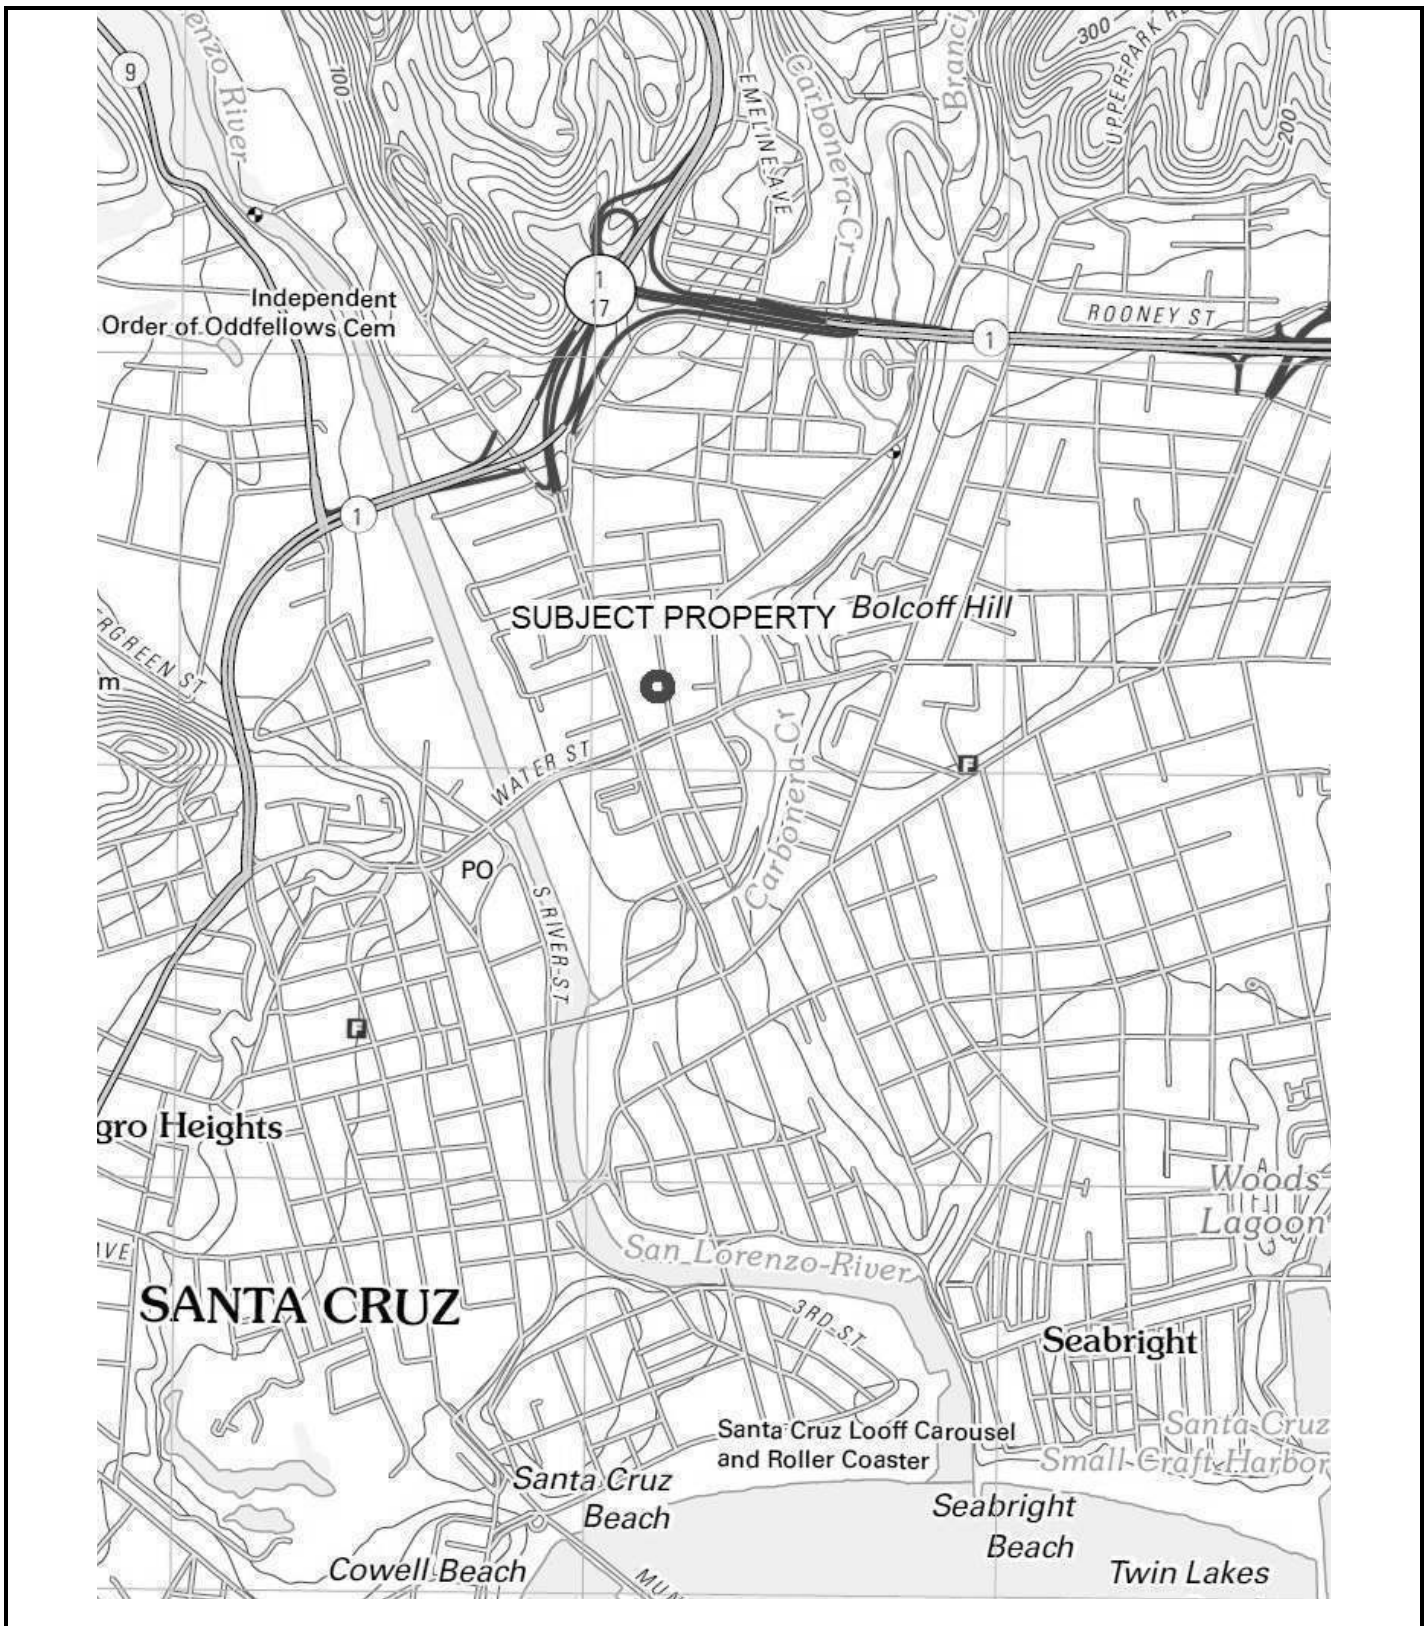 9
enzo River
100
EMELINE AVE
Carbonera Cr
Branci
300
UPPER PARK
200
1
17
Independent
Order of Oddfellows Cem
ROONEY ST
1
1
SUBJECT PROPERTY
Bolcoff Hill
ERGREEN ST
m
WATER ST
Carbonera Cr
F
PO
S RIVER ST
F
gro Heights
Woods
Lagoon
AVE
San Lorenzo River
SANTA CRUZ
3RD ST
Seabright
Santa Cruz Looff Carousel
and Roller Coaster
Santa Cruz
Small Craft Harbor
Santa Cruz
Beach
Seabright
Beach
Cowell Beach
MUN
Twin Lakes